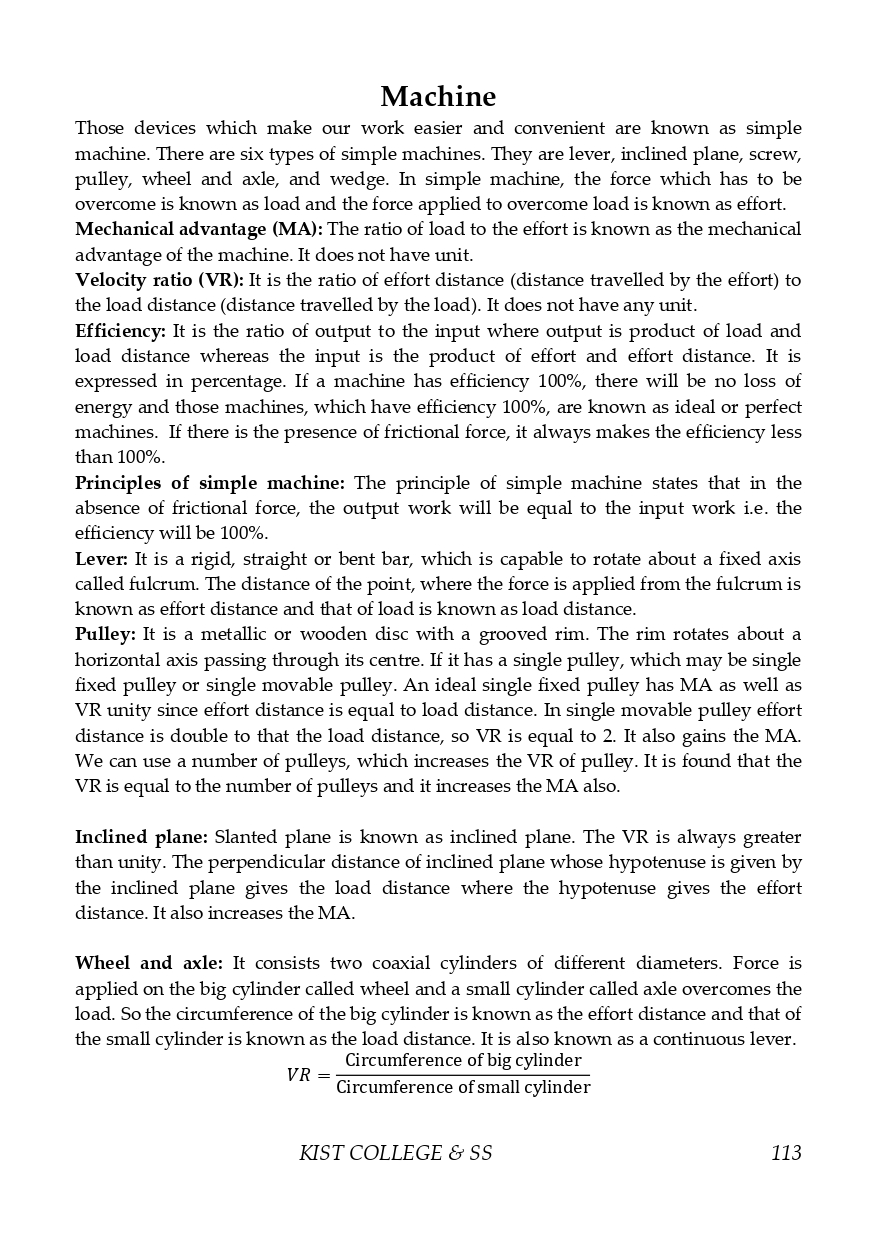 Machine
Those devices which make our work easier and convenient are known as simple
machine. There are six types of simple machines. They are lever, inclined plane, screw,
pulley, wheel and axle, and wedge. In simple machine, the force which has to be
overcome is known as load and the force applied to overcome load is known as effort.
Mechanical advantage (MA): The ratio of load to the effort is known as the mechanical
advantage of the machine. It does not have unit.
Velocity ratio (VR): It is the ratio of effort distance (distance travelled by the effort) to
the load distance (distance travelled by the load). It does not have any unit.
Efficiency: It is the ratio of output to the input where output is product of load and
load distance whereas the input is the product of effort and effort distance. It is
expressed in percentage. If a machine has efficiency 100%, there will be no loss of
energy and those machines, which have efficiency 100%, are known as ideal or perfect
machines. If there is the presence of frictional force, it always makes the efficiency less
than 100%.
Principles of simple machine: The principle of simple machine states that in the
absence of frictional force, the output work will be equal to the input work i.e. the
efficiency will be 100%.
Lever: It is a rigid, straight or bent bar, which is capable to rotate about a fixed axis
called fulcrum. The distance of the point, where the force is applied from the fulcrum is
known as effort distance and that of load is known as load distance.
Pulley: It is a metallic or wooden disc with a grooved rim. The rim rotates about a
horizontal axis passing through its centre. If it has a single pulley, which may be single
fixed pulley or single movable pulley. An ideal single fixed pulley has MA as well as
VR unity since effort distance is equal to load distance. In single movable pulley effort
distance is double to that the load distance, so VR is equal to 2. It also gains the MA.
We can use a number of pulleys, which increases the VR of pulley. It is found that the
VR is equal to the number of pulleys and it increases the MA also.
Inclined plane: Slanted plane is known as inclined plane. The VR is always greater
than unity. The perpendicular distance of inclined plane whose hypotenuse is given by
the inclined plane gives the load distance where the hypotenuse gives the effort
distance. It also increases the MA.
Wheel and axle: It consists two coaxial cylinders of different diameters. Force is
applied on the big cylinder called wheel and a small cylinder called axle overcomes the
load. So the circumference of the big cylinder is known as the effort distance and that of
the small cylinder is known as the load distance. It is also known as a continuous lever.
Circumference of big cylinder
VR =
Circumference of small cylinder
KIST COLLEGE & SS 113